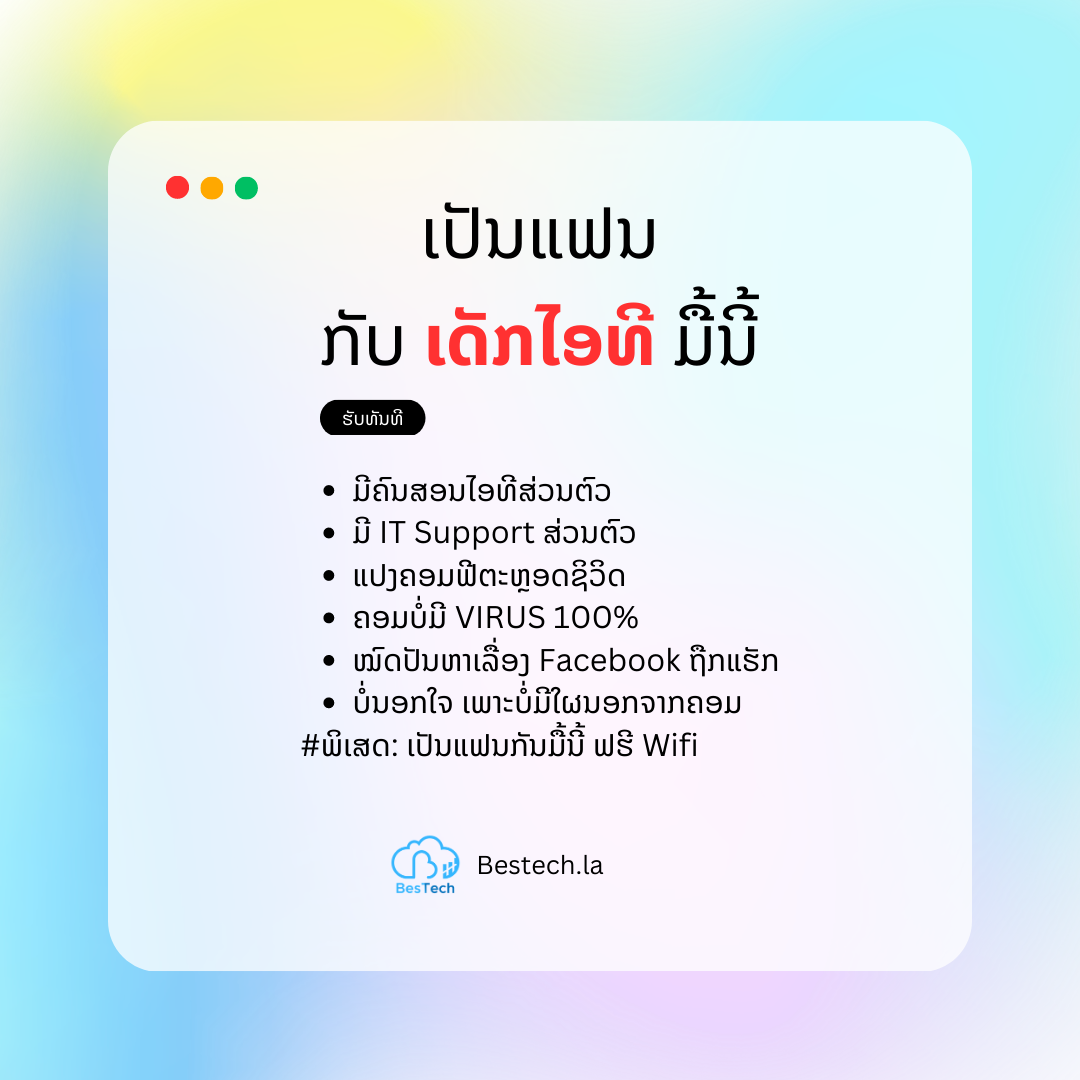 ເປັນແຟນ
ກັບ ເດັກໄອທີ ມື້ນີ້
ຮັບທັນທີ
• ມີຄົນສອນໄອທີສ່ວນຕົວ
• ມີ IT Support ສ່ວນຕົວ
• ແປງຄອມຟີຕະຫຼອດຊິວິດ
• ຄອມບໍ່ມີ VIRUS 100%
• ໝົດປັນຫາເລື່ອງ Facebook ຖືກແຮັກ
• ບໍ່ນອກໃຈ ເພາະບໍ່ມີໃຜນອກຈາກຄອມ
#ພິເສດ: ເປັນແຟນກັນມື້ນີ້ ຟຣີ Wifi
BesTech
Bestech.la